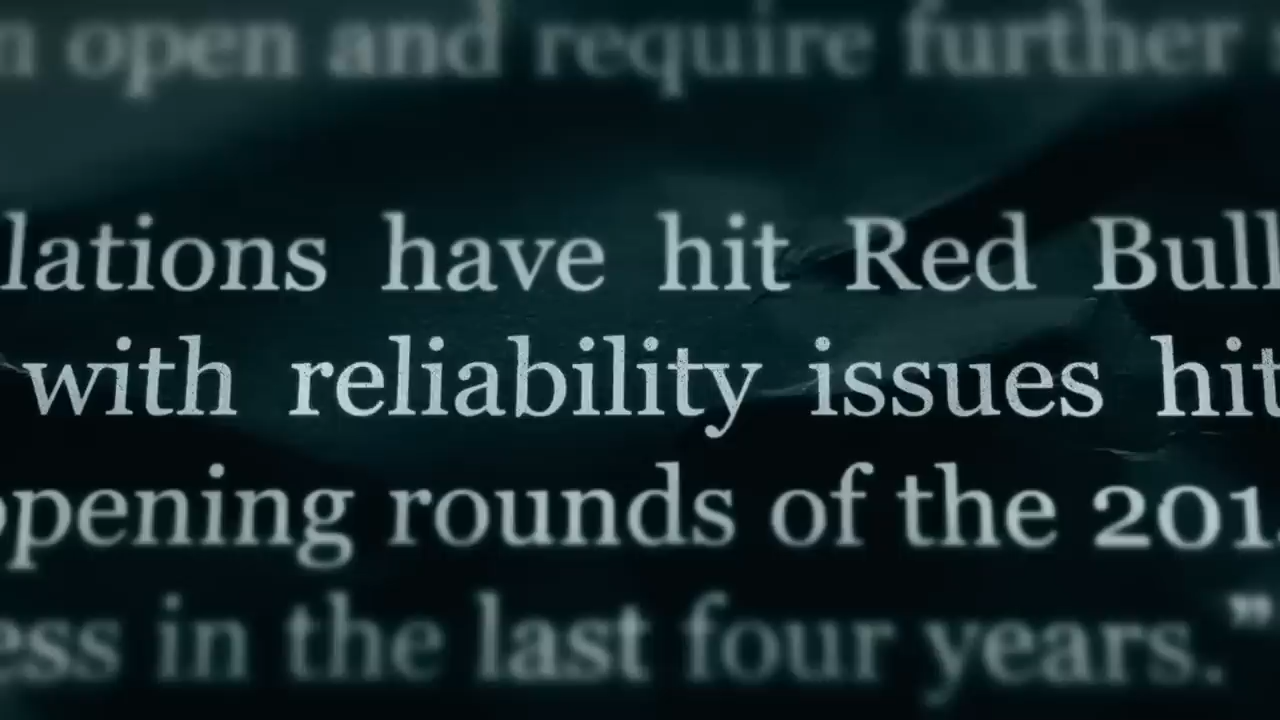 open and require further
lations have hit Red Bull
with reliability issues hit
opening rounds of the 201
ess in the last four years."